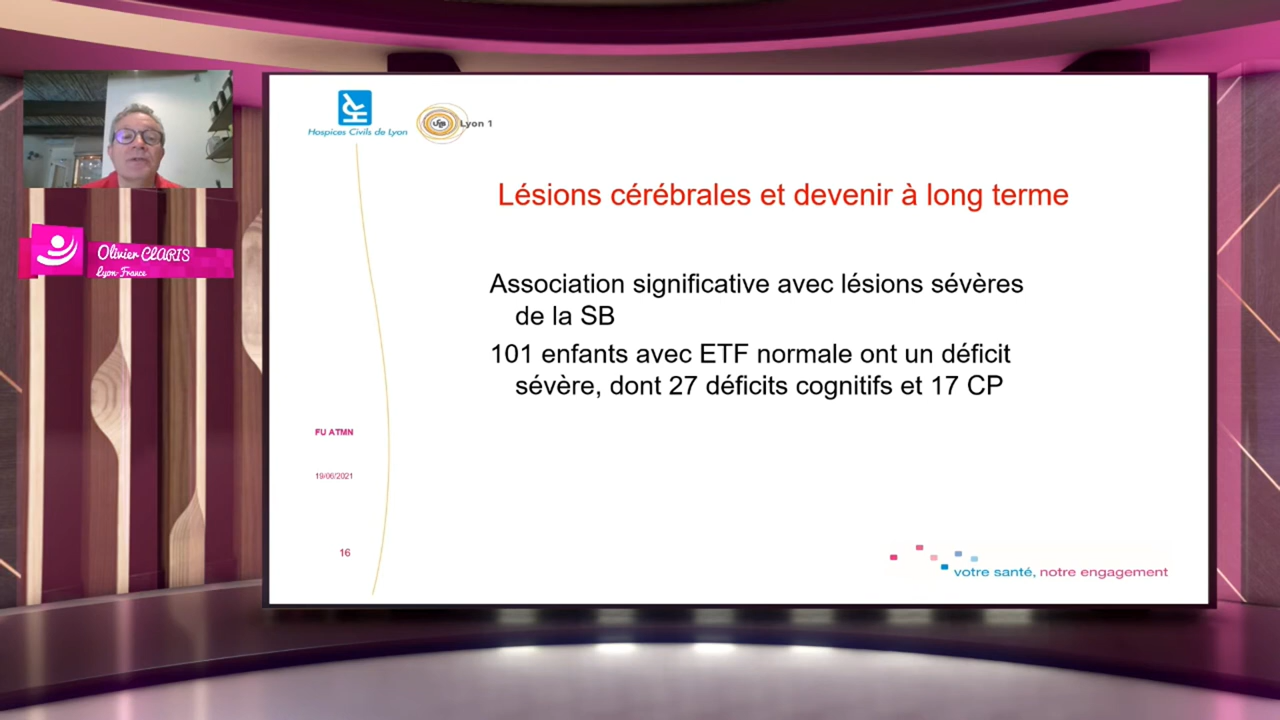 Hospices Civils de Lyon
Lyon 1
Olivier CLARIS
Lyon-France
Lésions cérébrales et devenir à long terme
Association significative avec lésions sévères
de la SB
101 enfants avec ETF normale ont un déficit
sévère, dont 27 déficits cognitifs et 17 CP
FU ATMN
19/06/2021
16
votre santé, notre engagement